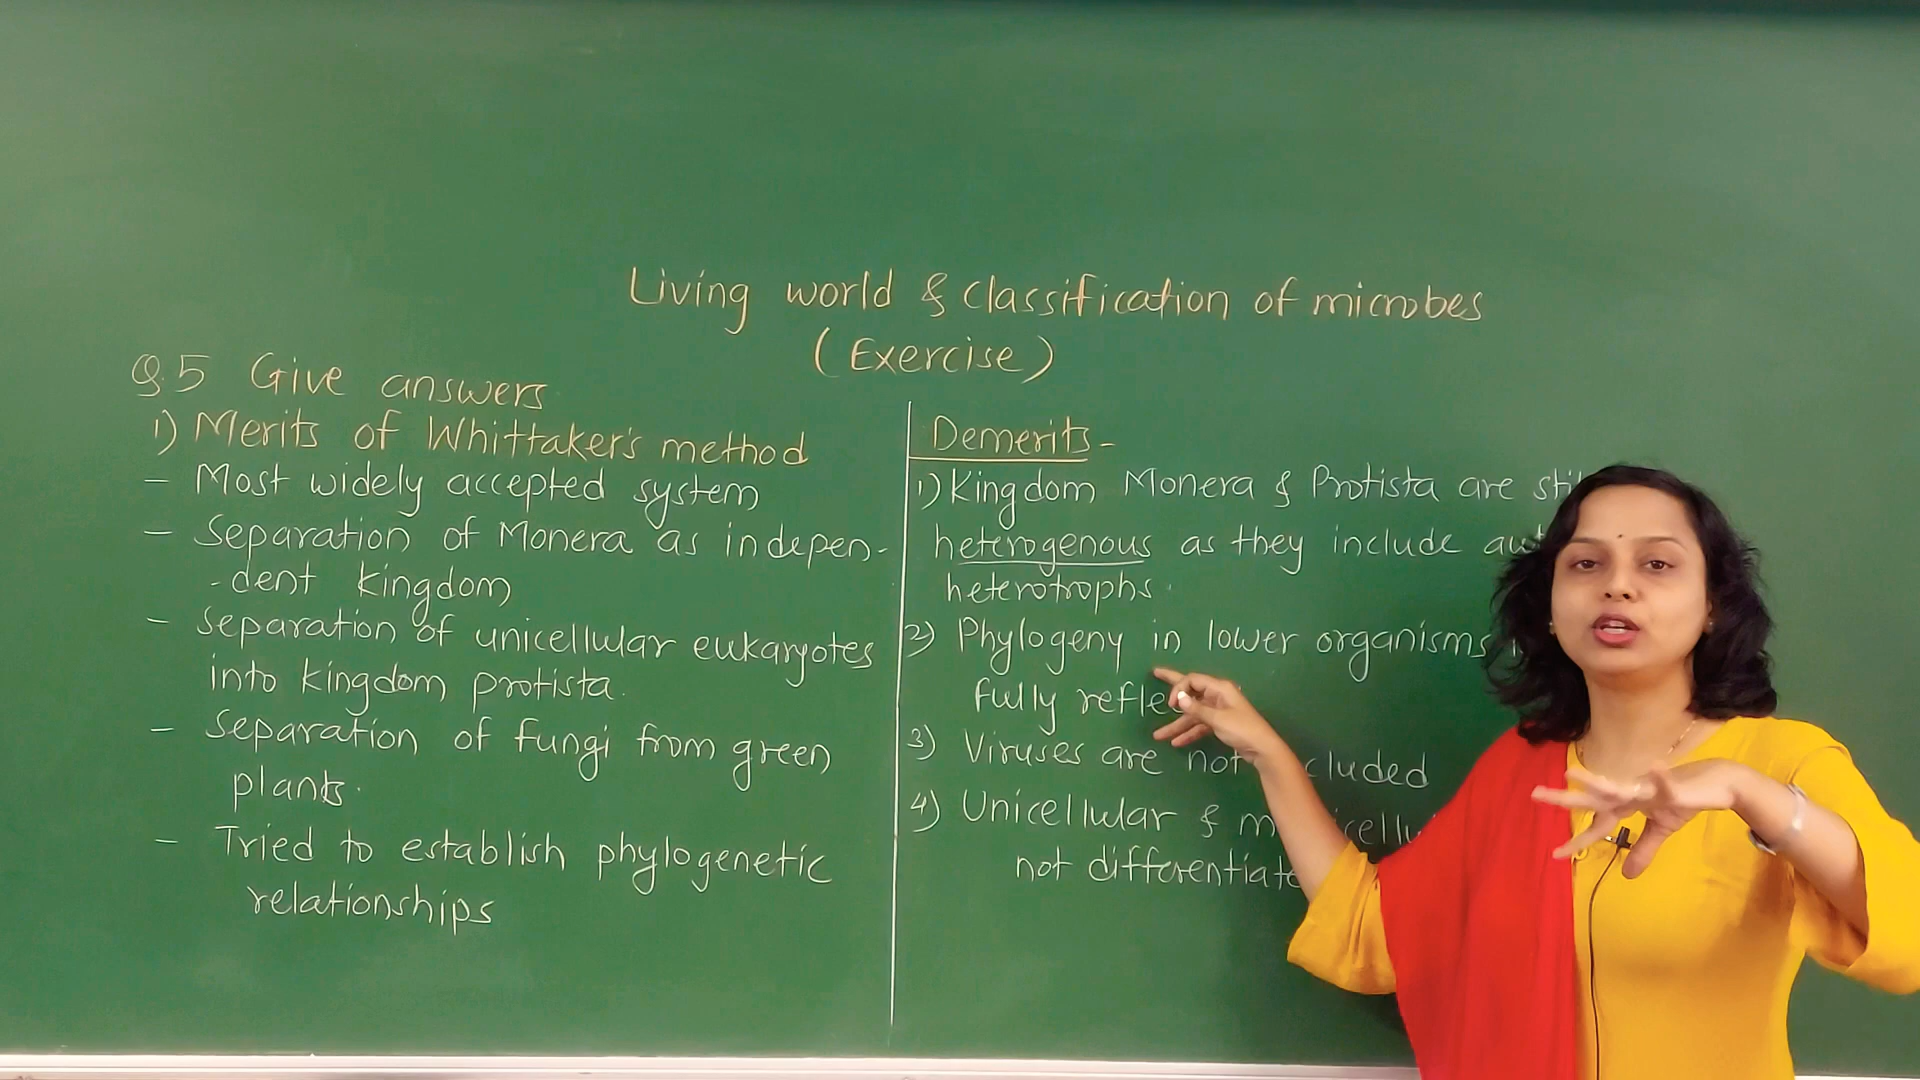 Living world & classification of microbes
(Exercise)
Q.5 Give answers
1) Merits of Whittaker's method
- Most widely accepted system
- Separation of Monera as indepen-
-dent kingdom
- Separation of unicellular eukaryotes
into kingdom protista.
- Separation of fungi from green
plants.
- Tried to establish phylogenetic
relationships
Demerits -
1) Kingdom Monera & Protista are
heterogenous as they include
heterotrophs.
2) Phylogeny in lower organisms
fully
3) Viruses are not
4) Unicellular &
not